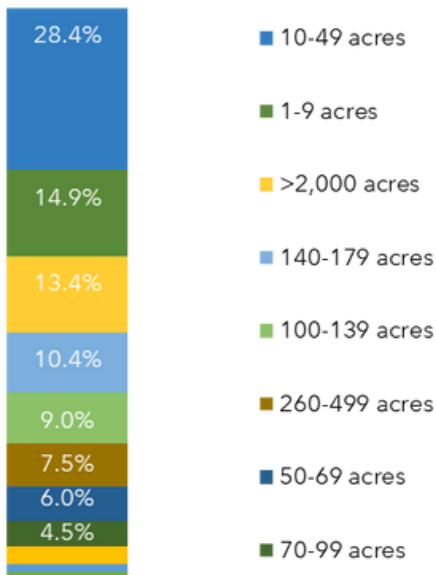 28.4%
14.9%
13.4%
10.4%
9.0%
7.5%
6.0%
4.5%
10-49 acres
1-9 acres
>2,000 acres
140-179 acres
100-139 acres
260-499 acres
50-69 acres
70-99 acres